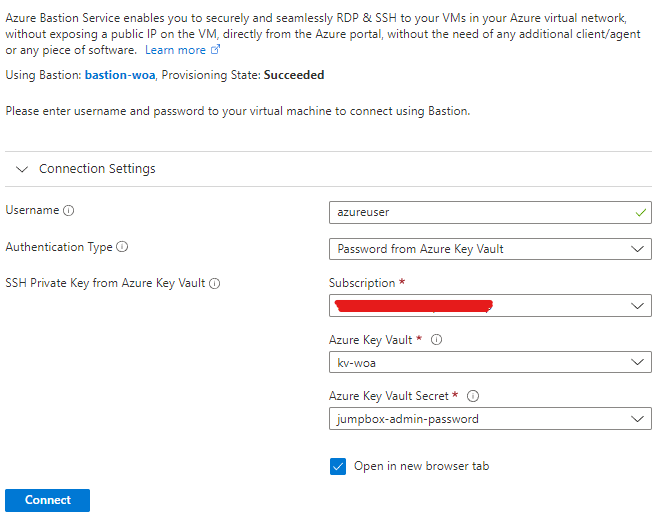 Azure Bastion Service enables you to securely and seamlessly RDP & SSH to your VMs in your Azure virtual network,
without exposing a public IP on the VM, directly from the Azure portal, without the need of any additional client/agent
or any piece of software. Learn more
Using Bastion: bastion-woa, Provisioning State: Succeeded
Please enter username and password to your virtual machine to connect using Bastion.
Connection Settings
Username
azureuser
Authentication Type
Password from Azure Key Vault
SSH Private Key from Azure Key Vault
Subscription *
Azure Key Vault *
kv-woa
Azure Key Vault Secret *
jumpbox-admin-password
Open in new browser tab
Connect